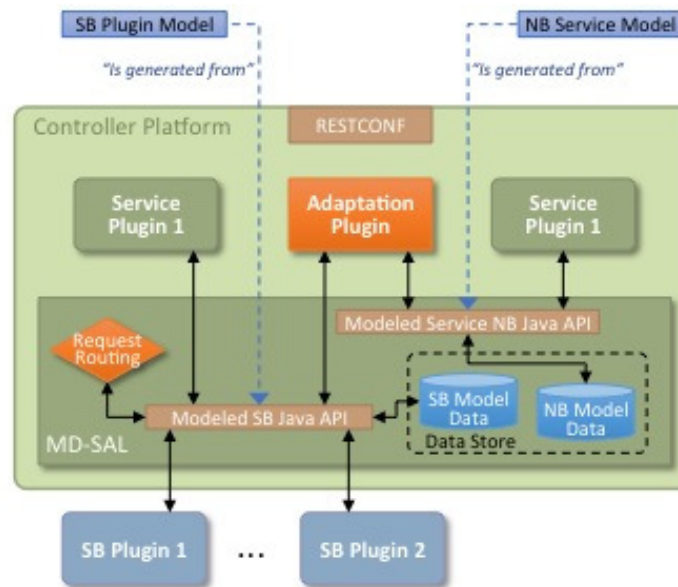 SB Plugin Model
NB Service Model
“Is generated from”
“Is generated from”
Controller Platform
RESTCONF
Service
Plugin 1
Adaptation
Plugin
Service
Plugin 1
Modeled Service NB Java API
Request
Routing
SB Model
Data
NB Model
Data
Modeled SB Java API
Data Store
MD-SAL
SB Plugin 1
...
SB Plugin 2